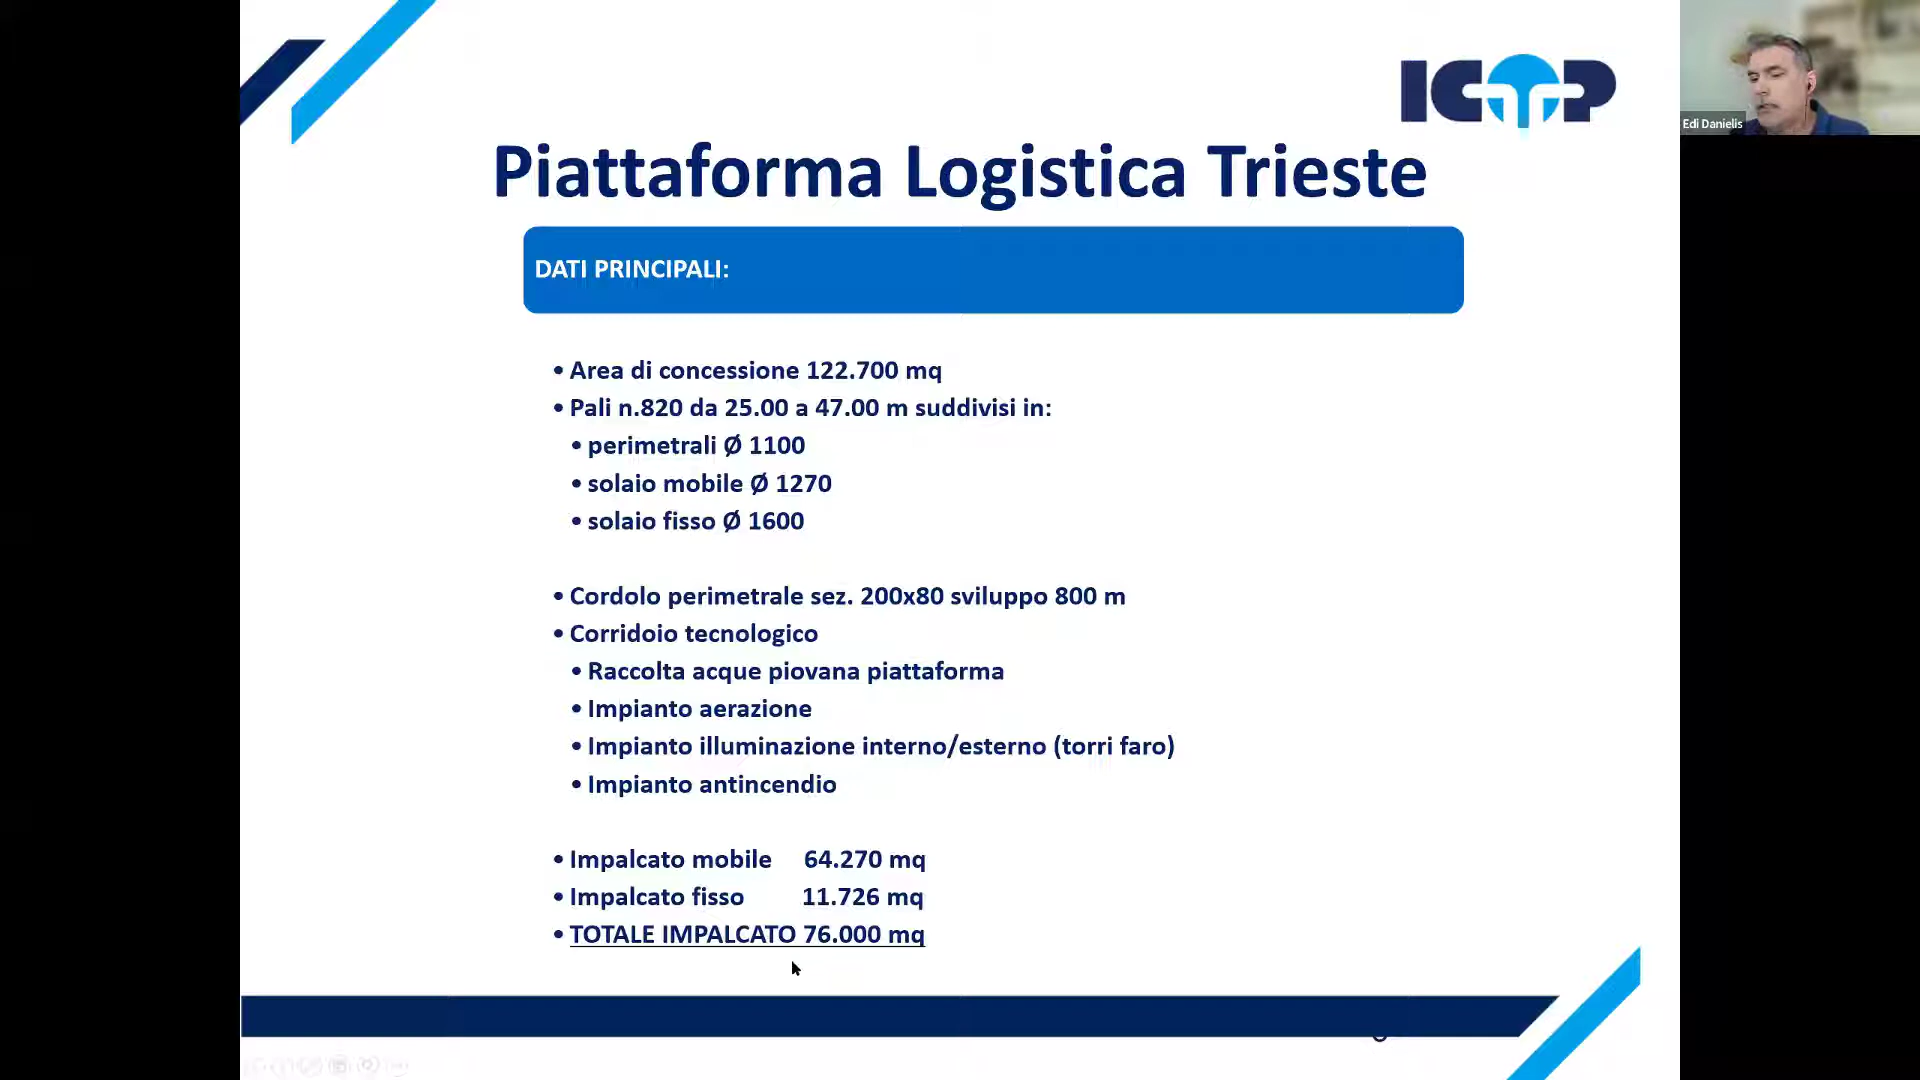 ICOP
Edi Danielis
Piattaforma Logistica Trieste
DATI PRINCIPALI:
• Area di concessione 122.700 mq
• Pali n.820 da 25.00 a 47.00 m suddivisi in:
• perimetrali Ø 1100
• solaio mobile Ø 1270
• solaio fisso Ø 1600
• Cordolo perimetrale sez. 200x80 sviluppo 800 m
• Corridoio tecnologico
• Raccolta acque piovana piattaforma
• Impianto aerazione
• Impianto illuminazione interno/esterno (torri faro)
• Impianto antincendio
• Impalcato mobile 64.270 mq
• Impalcato fisso 11.726 mq
• TOTALE IMPALCATO 76.000 mq